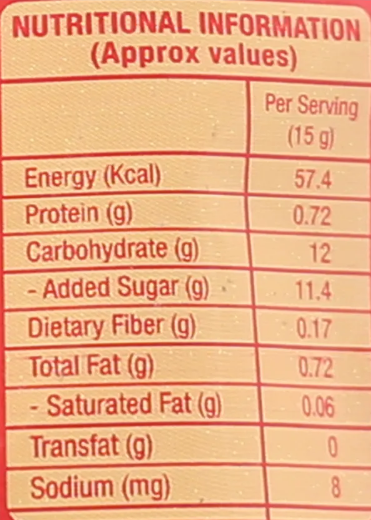 NUTRITIONAL INFORMATION
(Approx values)
Per Serving
(15 g)
Energy (Kcal) 57.4
Protein (g) 0.72
Carbohydrate (g) 12
- Added Sugar (g) 11.4
Dietary Fiber (g) 0.17
Total Fat (g) 0.72
- Saturated Fat (g) 0.06
Transfat (g) 0
Sodium (mg) 8